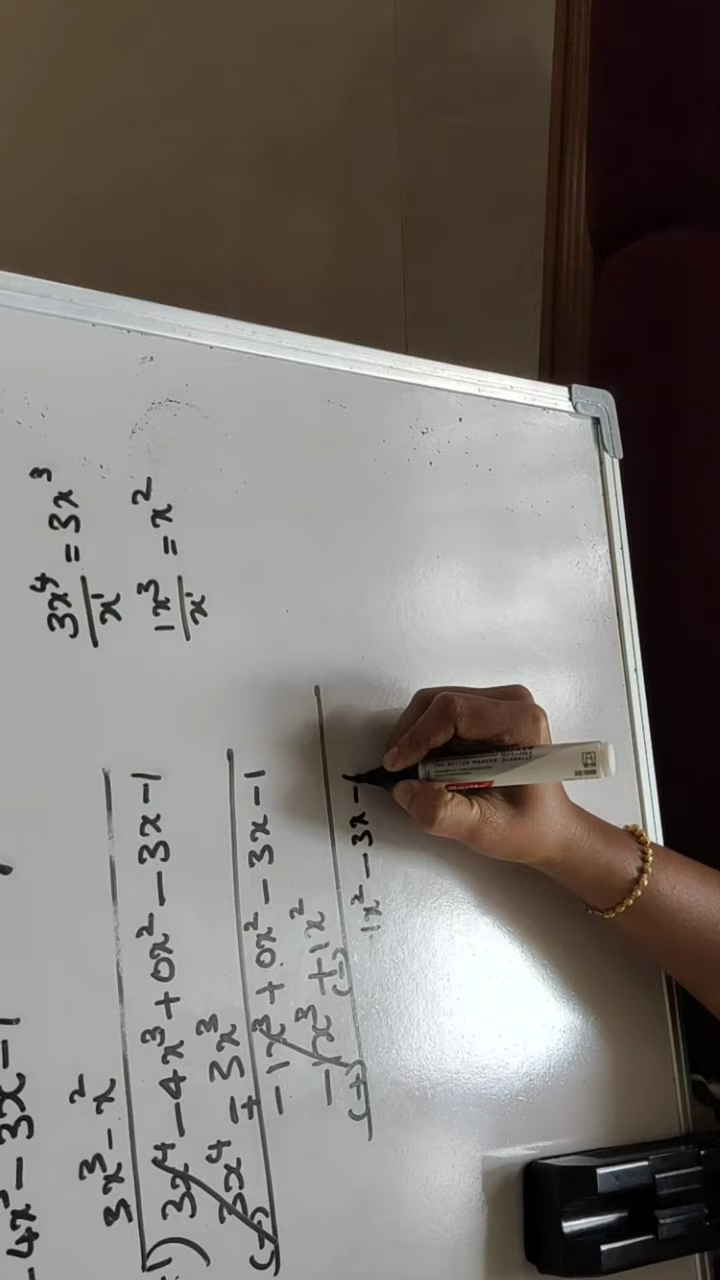 - 4x³ - 3x - 1
3x³ - x²
) 3x⁴ - 4x³ + 0x² - 3x - 1
3x⁴ - 3x³
(-) +
-1x³ + 0x² - 3x - 1
-1x³ + 1x²
(+) (-)
1x² - 3x -
3x⁴/x¹ = 3x³
1x³/x¹ = x²